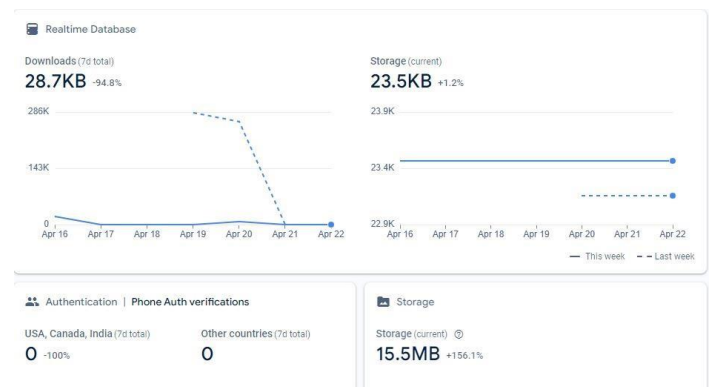 Realtime Database
Downloads (7d total)
28.7KB -94.8%
286K
143K
0
Apr 16 Apr 17 Apr 18 Apr 19 Apr 20 Apr 21 Apr 22
Storage (current)
23.5KB +1.2%
23.9K
23.4K
22.9K
Apr 16 Apr 17 Apr 18 Apr 19 Apr 20 Apr 21 Apr 22
This week Last week
Authentication | Phone Auth verifications
USA, Canada, India (7d total)
0 -100%
Other countries (7d total)
0
Storage
Storage (current)
15.5MB +156.1%